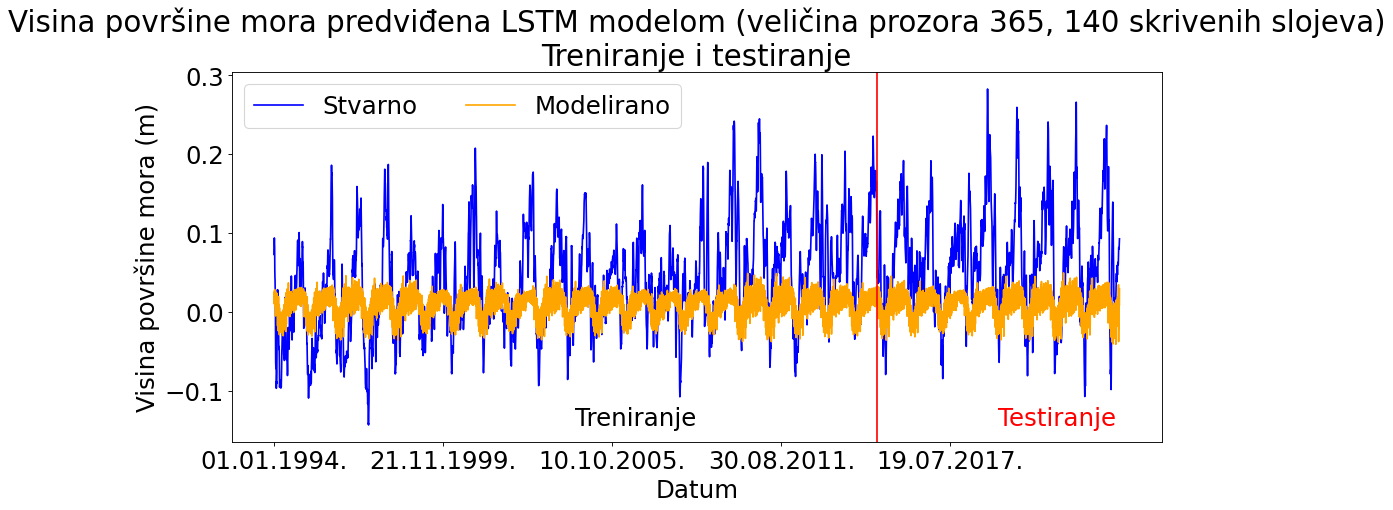 Visina površine mora predviđena LSTM modelom (veličina prozora 365, 140 skrivenih slojeva)
Treniranje i testiranje
Stvarno Modelirano
Visina površine mora (m)
0.3
0.2
0.1
0.0
−0.1
Treniranje Testiranje
01.01.1994. 21.11.1999. 10.10.2005. 30.08.2011. 19.07.2017.
Datum